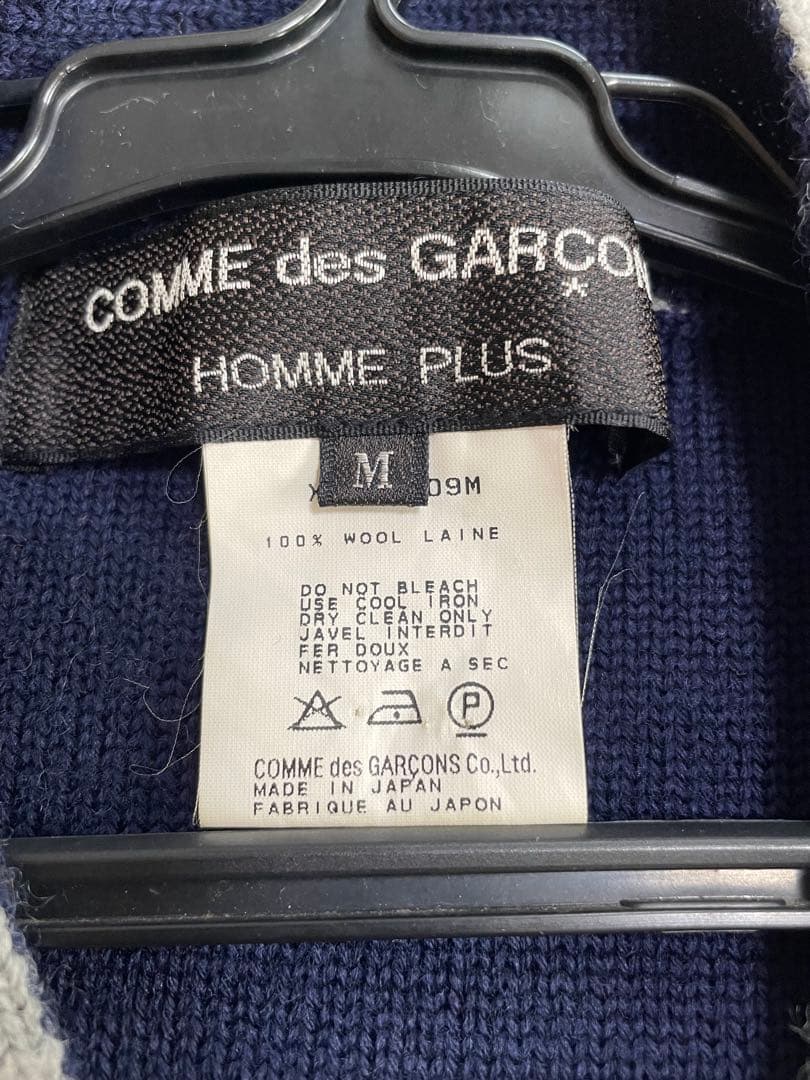 COMME des GARÇON
HOMME PLUS
M
09M
100% WOOL LAINE
DO NOT BLEACH
USE COOL IRON
DRY CLEAN ONLY
JAVEL INTERDIT
FER DOUX
NETTOYAGE A SEC
P
COMME des GARÇONS Co.,Ltd.
MADE IN JAPAN
FABRIQUE AU JAPON